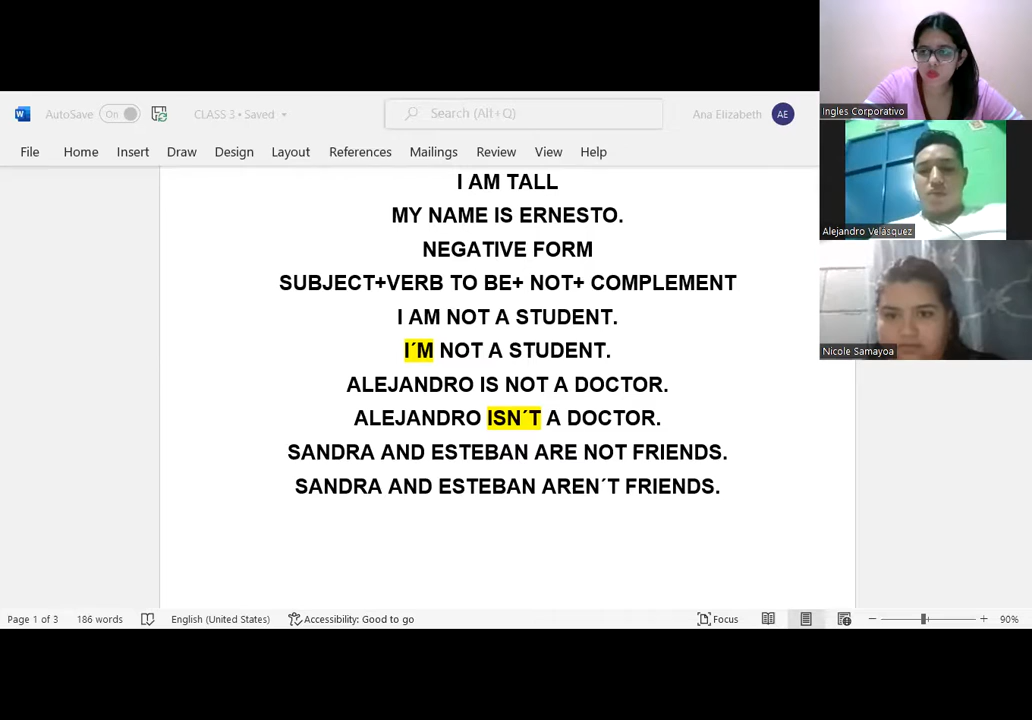 AutoSave On CLASS 3 • Saved Search (Alt+Q) Ana Elizabeth AE
File Home Insert Draw Design Layout References Mailings Review View Help
I AM TALL
MY NAME IS ERNESTO.
NEGATIVE FORM
SUBJECT+VERB TO BE+ NOT+ COMPLEMENT
I AM NOT A STUDENT.
I´M NOT A STUDENT.
ALEJANDRO IS NOT A DOCTOR.
ALEJANDRO ISN´T A DOCTOR.
SANDRA AND ESTEBAN ARE NOT FRIENDS.
SANDRA AND ESTEBAN AREN´T FRIENDS.
Page 1 of 3 186 words English (United States) Accessibility: Good to go Focus 90%
Ingles Corporativo
Alejandro Velásquez
Nicole Samayoa